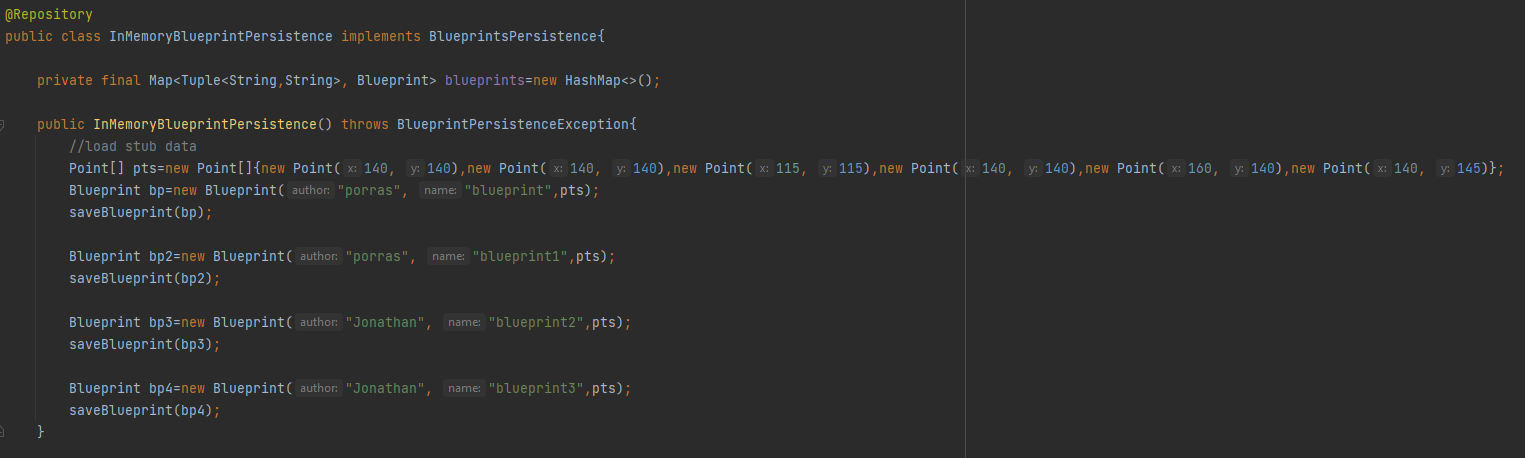 @Repository
public class InMemoryBlueprintPersistence implements BlueprintsPersistence{
private final Map<Tuple<String,String>, Blueprint> blueprints=new HashMap<>();
public InMemoryBlueprintPersistence() throws BlueprintPersistenceException{
//load stub data
Point[] pts=new Point[]{new Point( x: 140, y: 140),new Point( x: 140, y: 140),new Point( x: 115, y: 115),new Point( x: 140, y: 140),new Point( x: 160, y: 140),new Point( x: 140, y: 145)};
Blueprint bp=new Blueprint( author: "porras", name: "blueprint",pts);
saveBlueprint(bp);
Blueprint bp2=new Blueprint( author: "porras", name: "blueprint1",pts);
saveBlueprint(bp2);
Blueprint bp3=new Blueprint( author: "Jonathan", name: "blueprint2",pts);
saveBlueprint(bp3);
Blueprint bp4=new Blueprint( author: "Jonathan", name: "blueprint3",pts);
saveBlueprint(bp4);
}